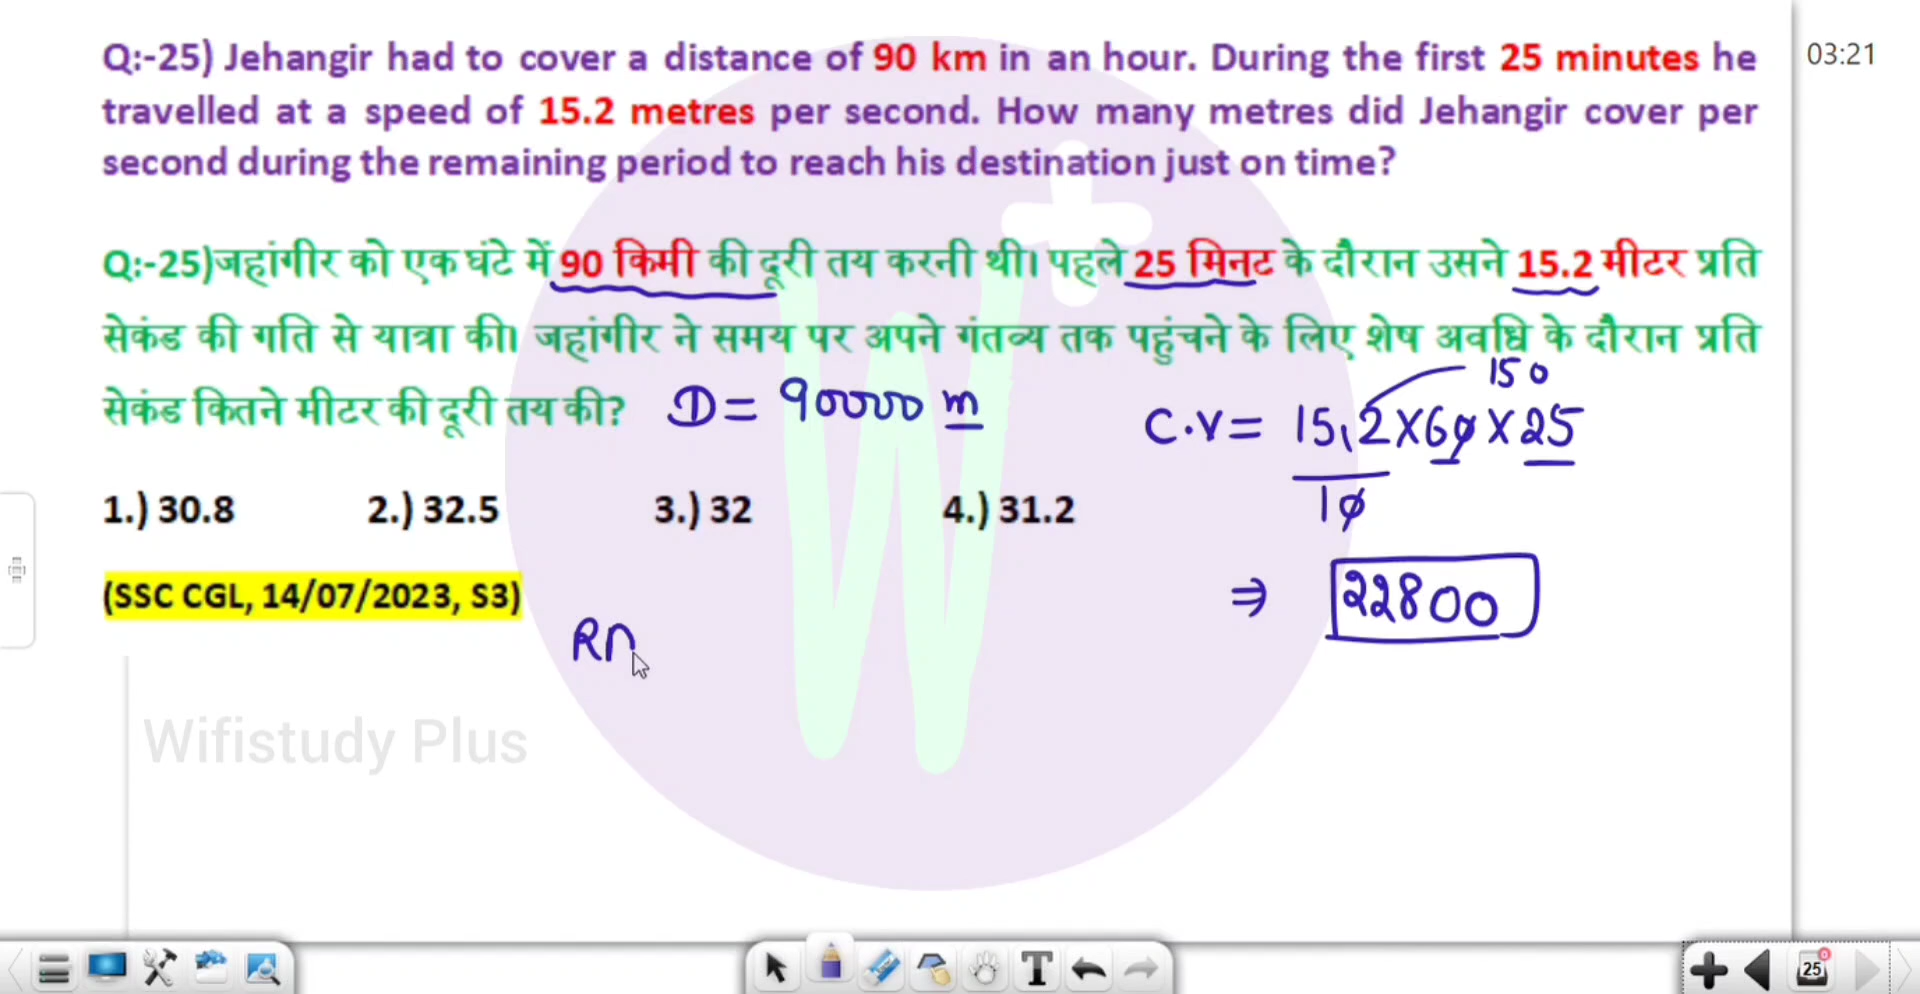 Q:-25) Jehangir had to cover a distance of 90 km in an hour. During the first 25 minutes he
03:21
travelled at a speed of 15.2 metres per second. How many metres did Jehangir cover per
second during the remaining period to reach his destination just on time?
Q:-25)जहांगीर को एक घंटे में 90 किमी की दूरी तय करनी थी। पहले 25 मिनट के दौरान उसने 15.2 मीटर प्रति
सेकंड की गति से यात्रा की। जहांगीर ने समय पर अपने गंतव्य तक पहुंचने के लिए शेष अवधि के दौरान प्रति
सेकंड कितने मीटर की दूरी तय की?
D = 90000 m
150
C.V = 15.2 X 60 X 25
10
1.) 30.8 2.) 32.5 3.) 32 4.) 31.2
(SSC CGL, 14/07/2023, S3)
⇒ 22800
Rn
Wifistudy Plus
T
25
0